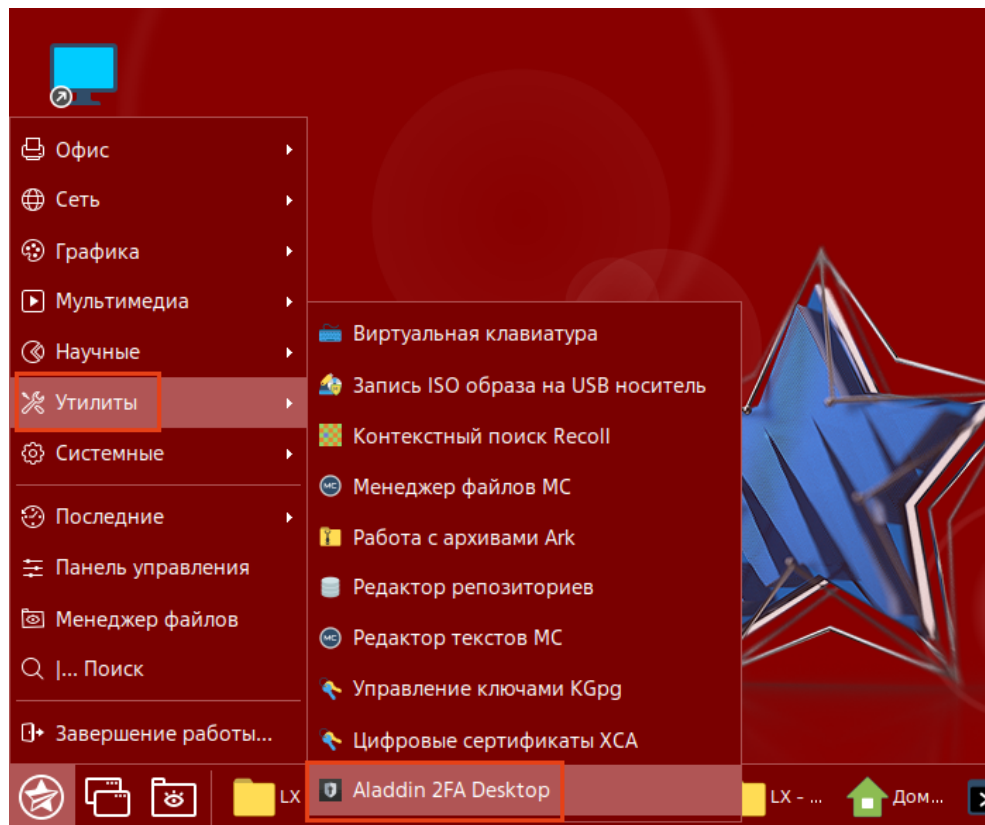 Офис
Сеть
Графика
Мультимедиа
Научные
Утилиты
Системные
Последние
Панель управления
Менеджер файлов
|... Поиск
Завершение работы...
Виртуальная клавиатура
Запись ISO образа на USB носитель
Контекстный поиск Recoll
Менеджер файлов MC
Работа с архивами Ark
Редактор репозиториев
Редактор текстов MC
Управление ключами KGpg
Цифровые сертификаты XCA
Aladdin 2FA Desktop
LX
LX - ...
Дом...